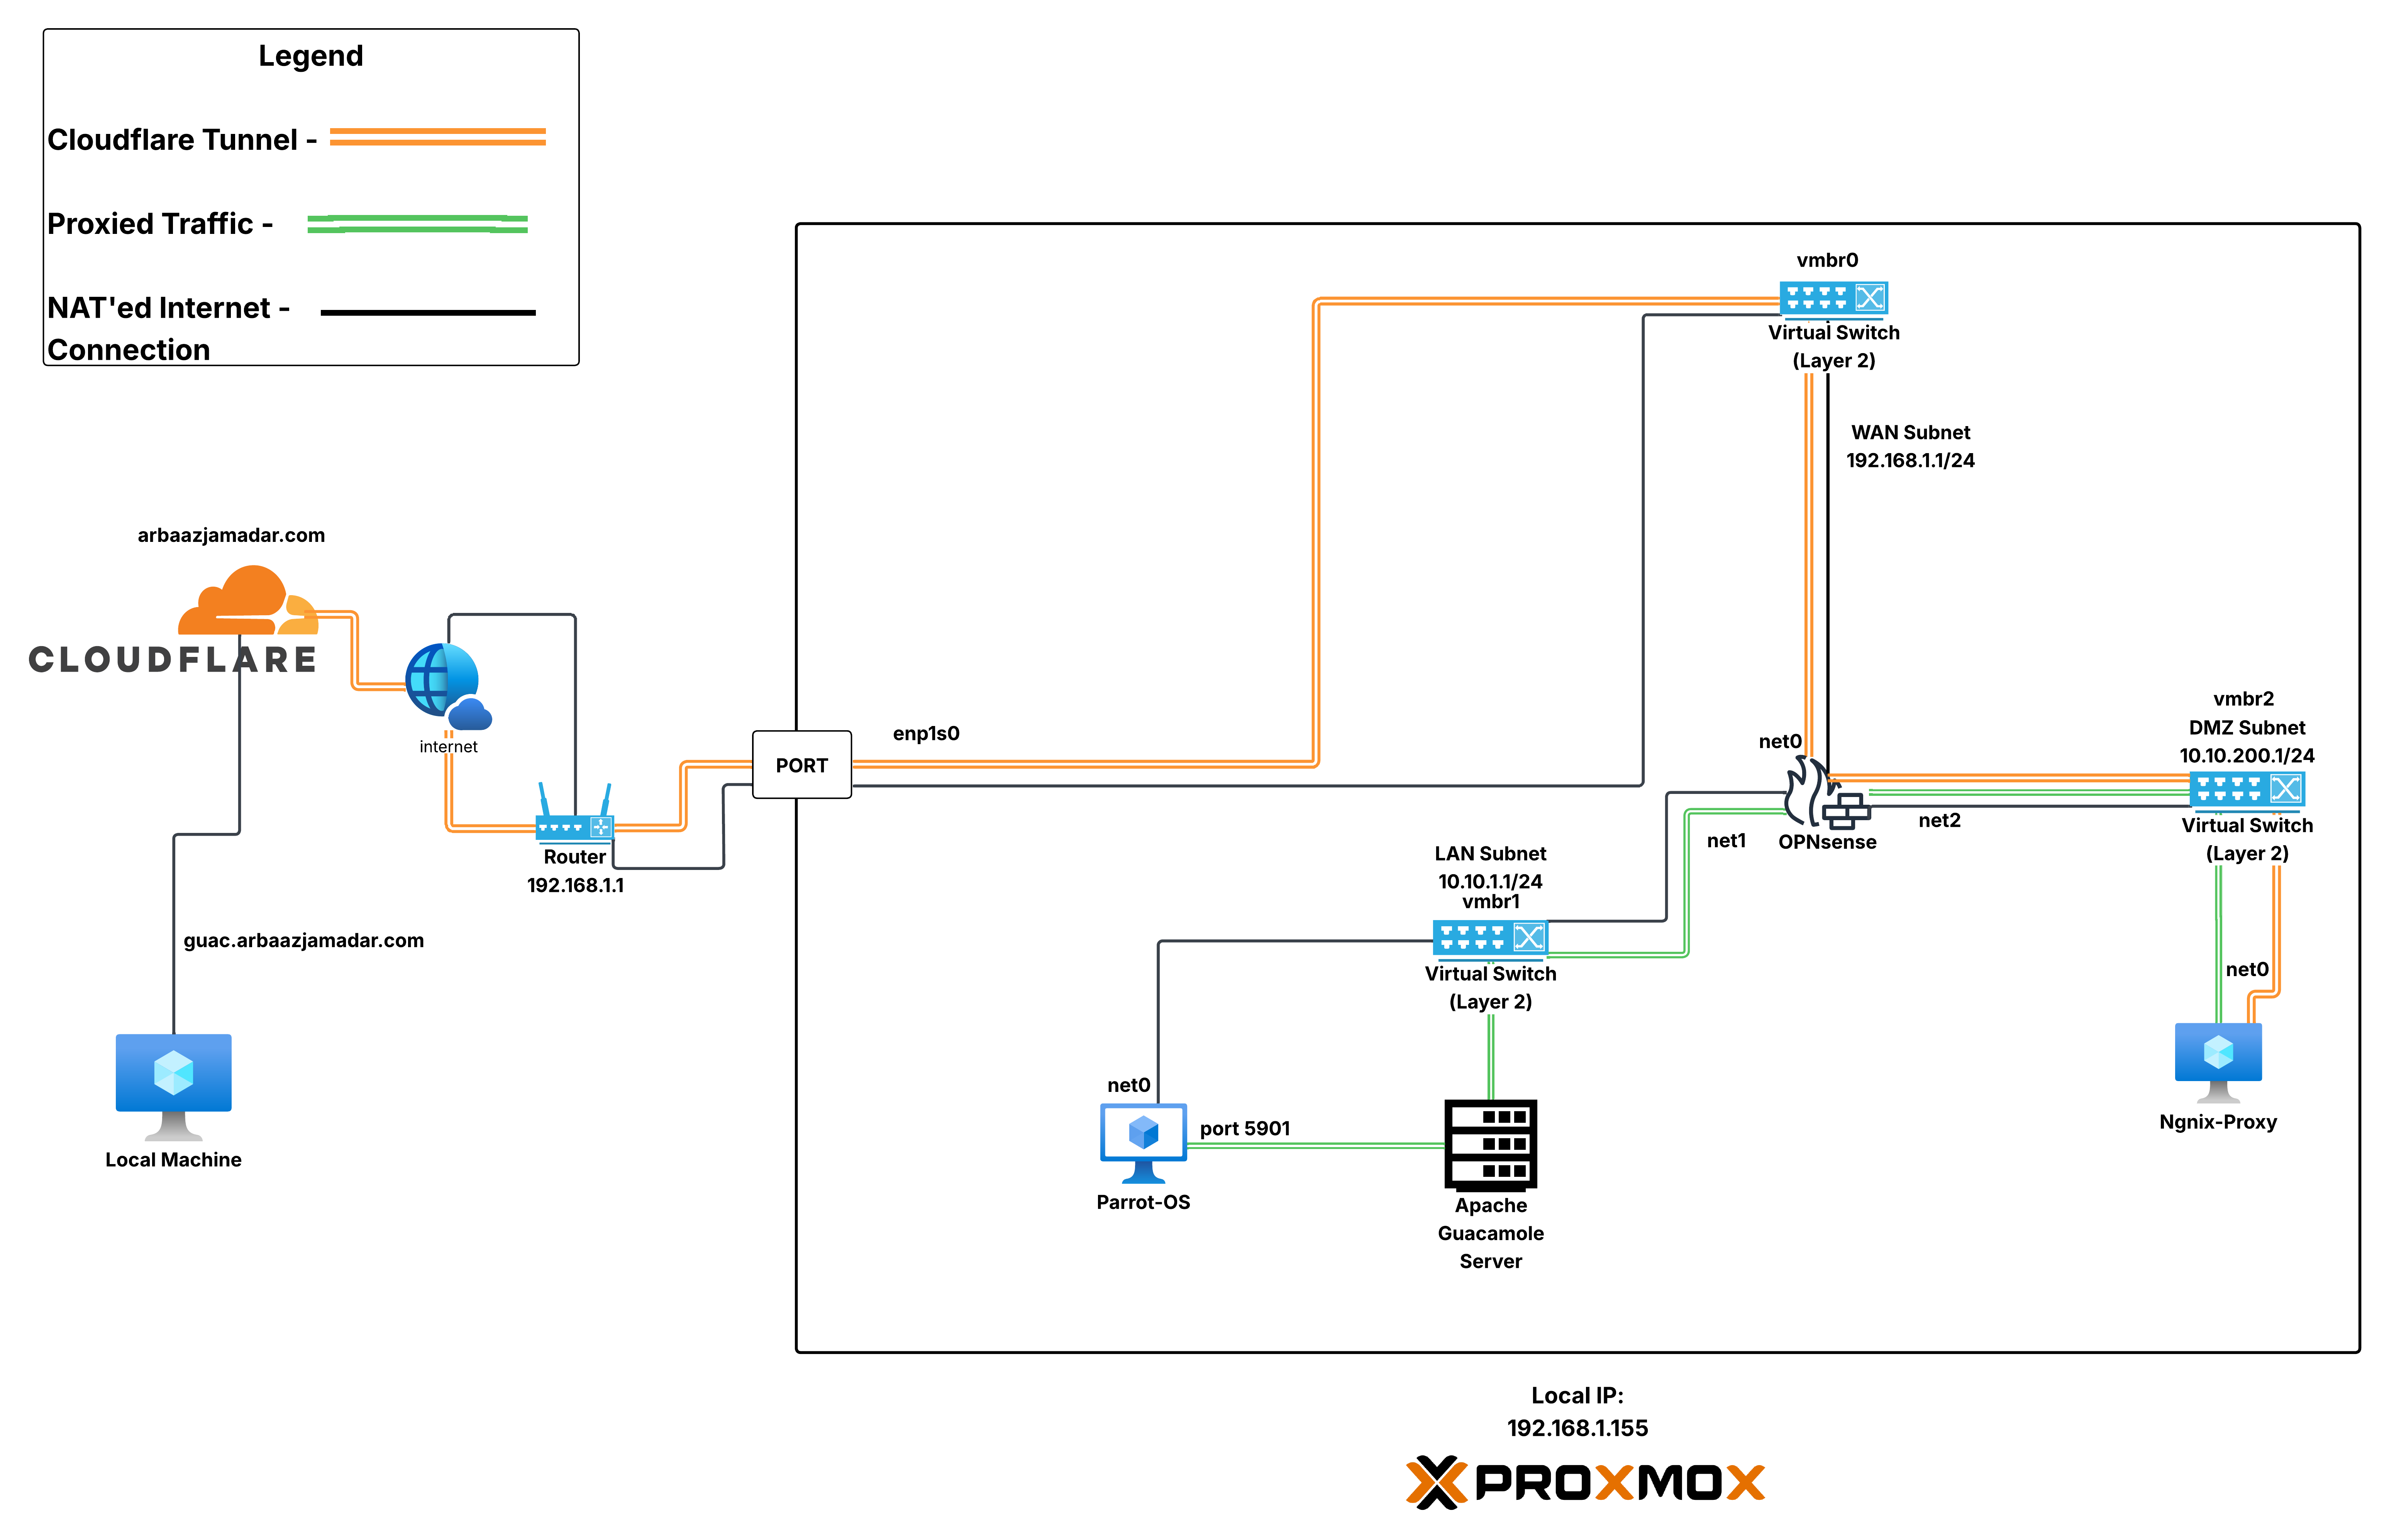 Legend
Cloudflare Tunnel -
Proxied Traffic -
NAT'ed Internet -
Connection
vmbr0
Virtual Switch
(Layer 2)
WAN Subnet
192.168.1.1/24
arbaazjamadar.com
CLOUDFLARE
internet
Router
192.168.1.1
PORT
enp1s0
guac.arbaazjamadar.com
Local Machine
net0
OPNsense
net1
net2
vmbr2
DMZ Subnet
10.10.200.1/24
Virtual Switch
(Layer 2)
net0
Ngnix-Proxy
LAN Subnet
10.10.1.1/24
vmbr1
Virtual Switch
(Layer 2)
net0
port 5901
Parrot-OS
Apache
Guacamole
Server
Local IP:
192.168.1.155
PROXMOX